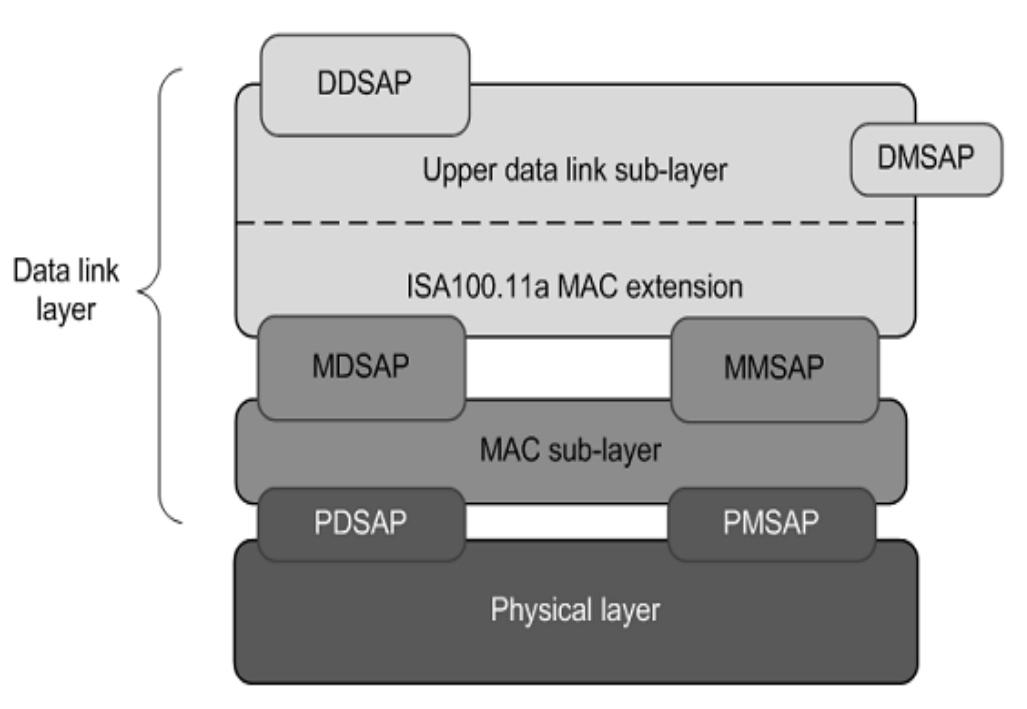 DDSAP
DMSAP
Upper data link sub-layer
Data link
layer
ISA100.11a MAC extension
MDSAP
MMSAP
MAC sub-layer
PDSAP
PMSAP
Physical layer